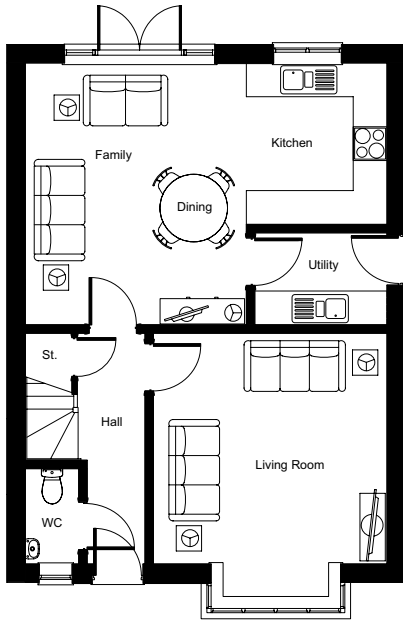 Kitchen
Family
Dining
Utility
St.
Hall
Living Room
WC